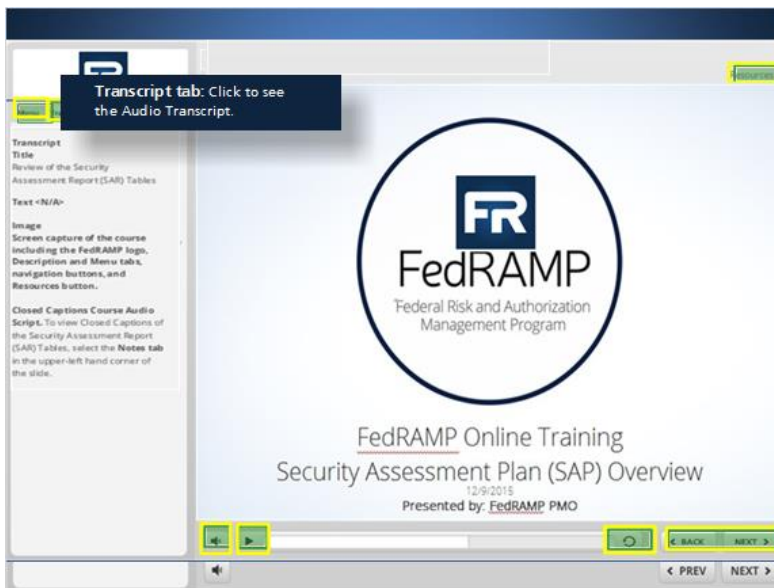 FR
Transcript tab: Click to see
the Audio Transcript.
Resources
Menu
Transcript
Title
Review of the Security
Assessment Report (SAR) Tables
Text <N/A>
Image
Screen capture of the course
including the FedRAMP logo,
Description and Menu tabs,
navigation buttons, and
Resources button.
Closed Captions Course Audio
Script. To view Closed Captions of
the Security Assessment Report
(SAR) Tables, select the Notes tab
in the upper-left hand corner of
the slide.
FR
FedRAMP
Federal Risk and Authorization
Management Program
FedRAMP Online Training
Security Assessment Plan (SAP) Overview
12/9/2015
Presented by: FedRAMP PMO
< BACK NEXT >
< PREV NEXT >